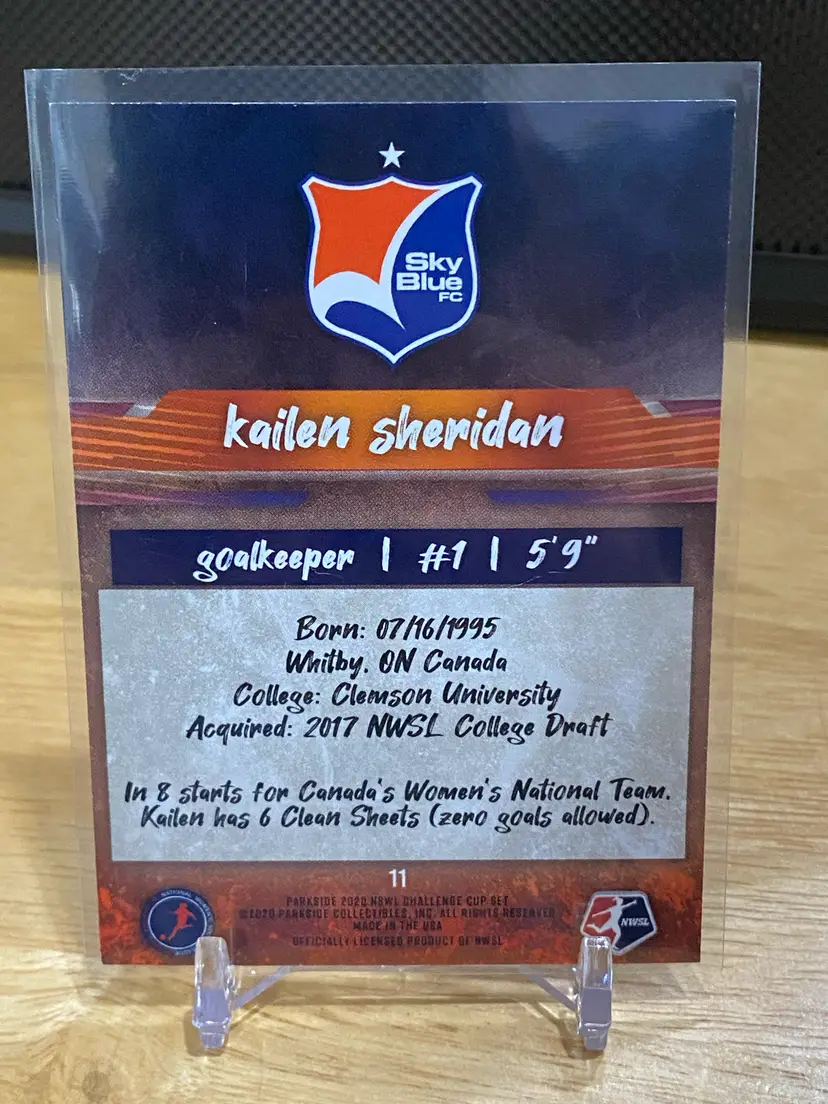 Sky
Blue
FC
kailen sheridan
goalkeeper | #1 | 5'9"
Born: 07/16/1995
Whitby, ON Canada
College: Clemson University
Acquired: 2017 NWSL College Draft
In 8 starts for Canada's Women's National Team,
Kailen has 6 Clean Sheets (zero goals allowed).
11
PARKSIDE 2020 NSWL CHALLENGE CUP SET
©2020 PARKSIDE COLLECTIBLES, INC. ALL RIGHTS RESERVED
MADE IN THE USA
OFFICIALLY LICENSED PRODUCT OF NWSL
NWSL